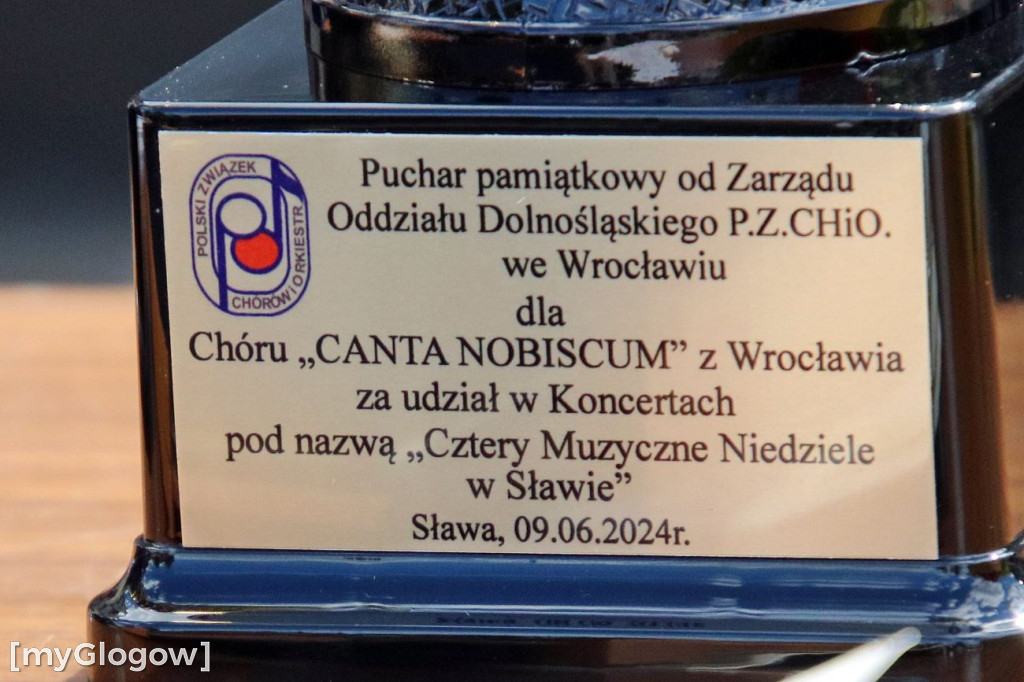 POLSKI ZWIĄZEK
CHÓRÓW i ORKIESTR
Puchar pamiątkowy od Zarządu
Oddziału Dolnośląskiego P.Z.CHiO.
we Wrocławiu
dla
Chóru „CANTA NOBISCUM” z Wrocławia
za udział w Koncertach
pod nazwą „Cztery Muzyczne Niedziele
w Sławie”
Sława, 09.06.2024r.
[myGlogow]